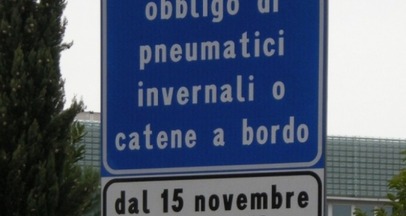 obbligo di
pneumatici
invernali o
catene a bordo
dal 15 novembre